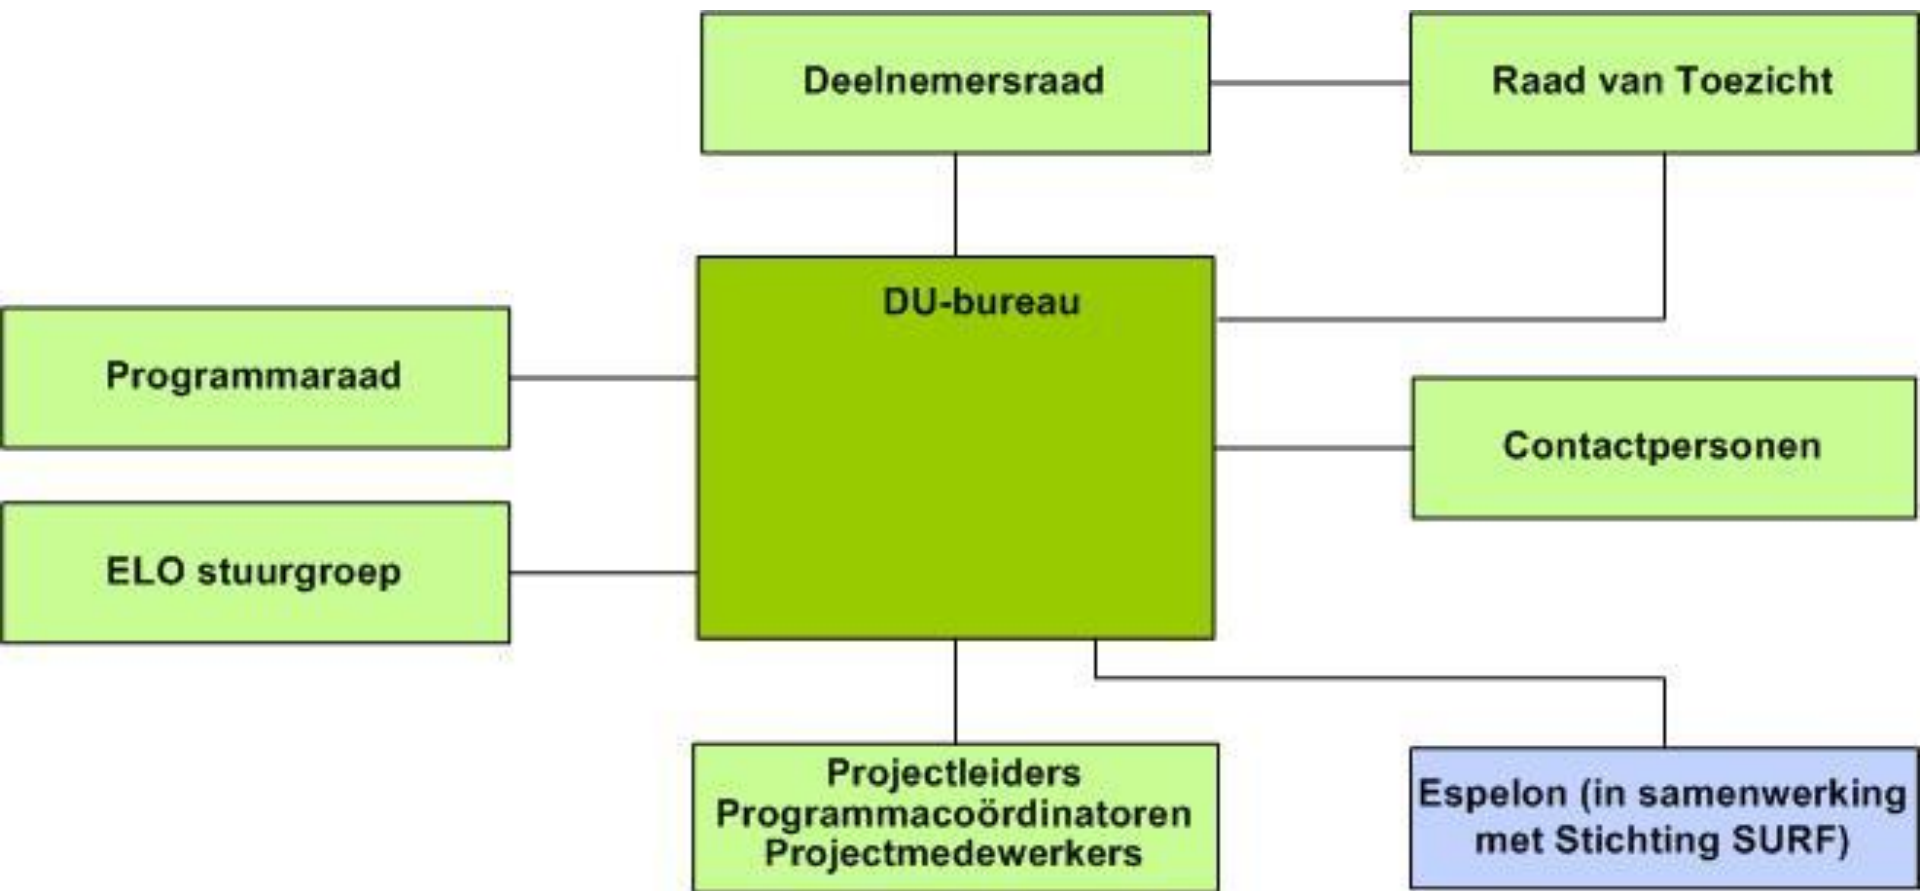 Deelnemersraad
Raad van Toezicht
DU-bureau
Programmaraad
Contactpersonen
ELO stuurgroep
Projectleiders
Programmacoördinatoren
Projectmedewerkers
Espelon (in samenwerking
met Stichting SURF)